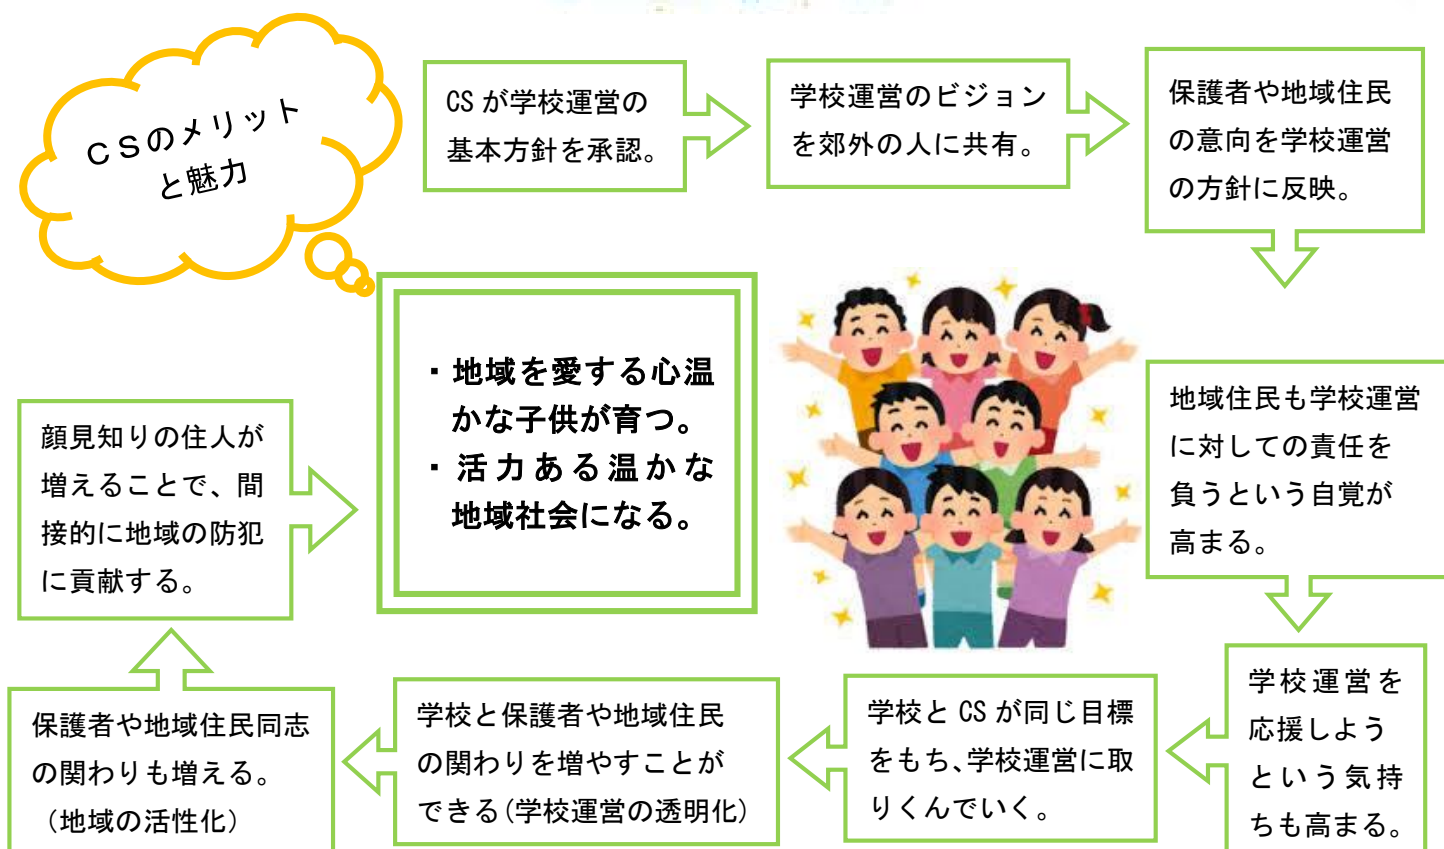 CSのメリット
と魅力
CSが学校運営の
基本方針を承認。
学校運営のビジョン
を郊外の人に共有。
保護者や地域住民
の意向を学校運営
の方針に反映。
地域住民も学校運営
に対しての責任を
負うという自覚が
高まる。
学校運営を
応援しよう
という気持
ちも高まる。
学校とCSが同じ目標
をもち、学校運営に取
りくんでいく。
学校と保護者や地域住民
の関わりを増やすことが
できる(学校運営の透明化)
保護者や地域住民同志
の関わりも増える。
(地域の活性化)
顔見知りの住人が
増えることで、間
接的に地域の防犯
に貢献する。
・地域を愛する心温
かな子供が育つ。
・活力ある温かな
地域社会になる。